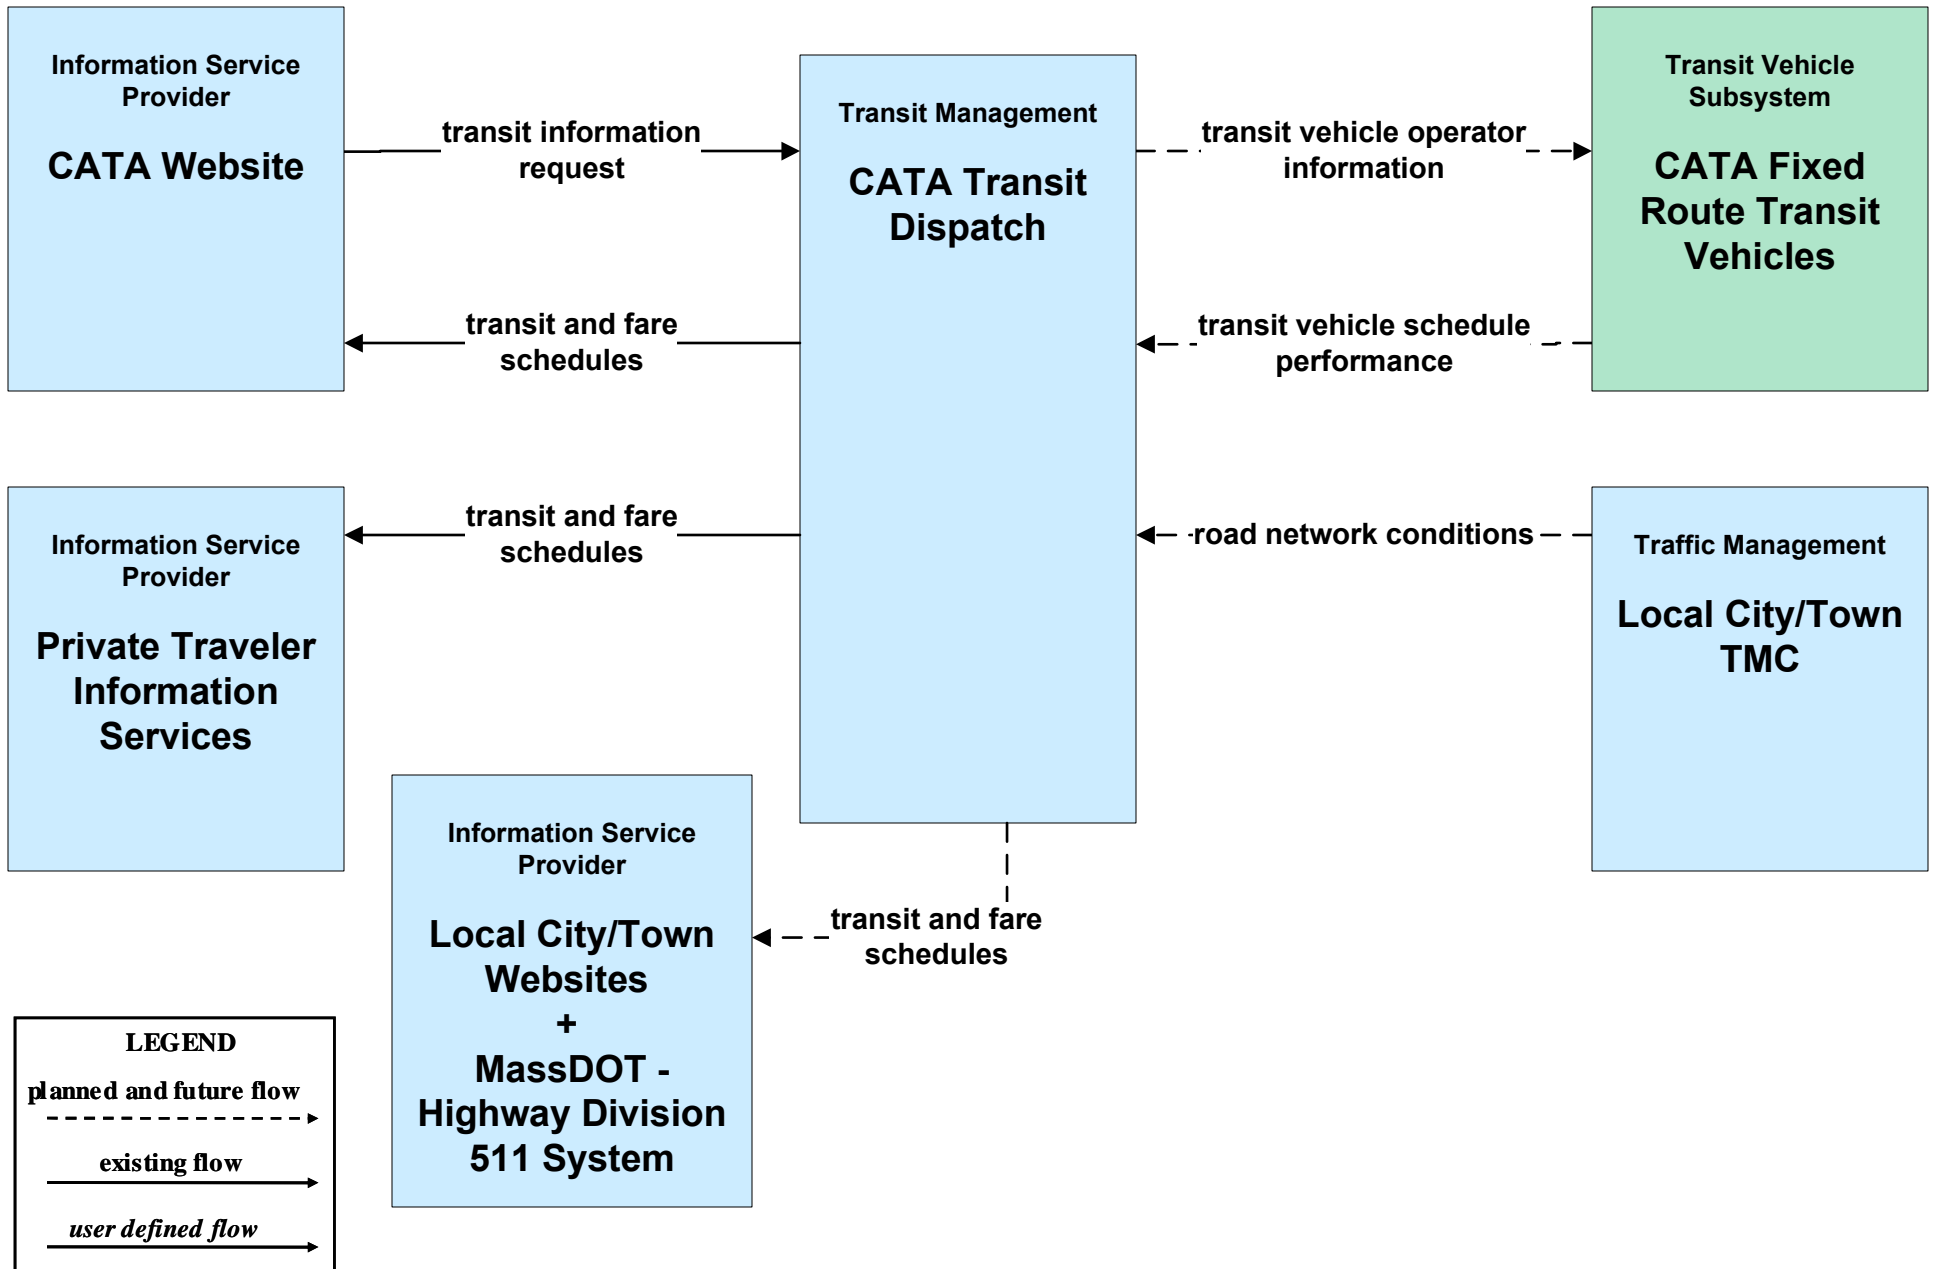 Information Service
Provider
CATA Website
transit information
request
transit and fare
schedules
Transit Management
CATA Transit
Dispatch
transit vehicle operator
information
transit vehicle schedule
performance
Transit Vehicle
Subsystem
CATA Fixed
Route Transit
Vehicles
Information Service
Provider
Private Traveler
Information
Services
transit and fare
schedules
road network conditions
Traffic Management
Local City/Town
TMC
Information Service
Provider
Local City/Town
Websites
+
MassDOT -
Highway Division
511 System
transit and fare
schedules
LEGEND
planned and future flow
existing flow
user defined flow